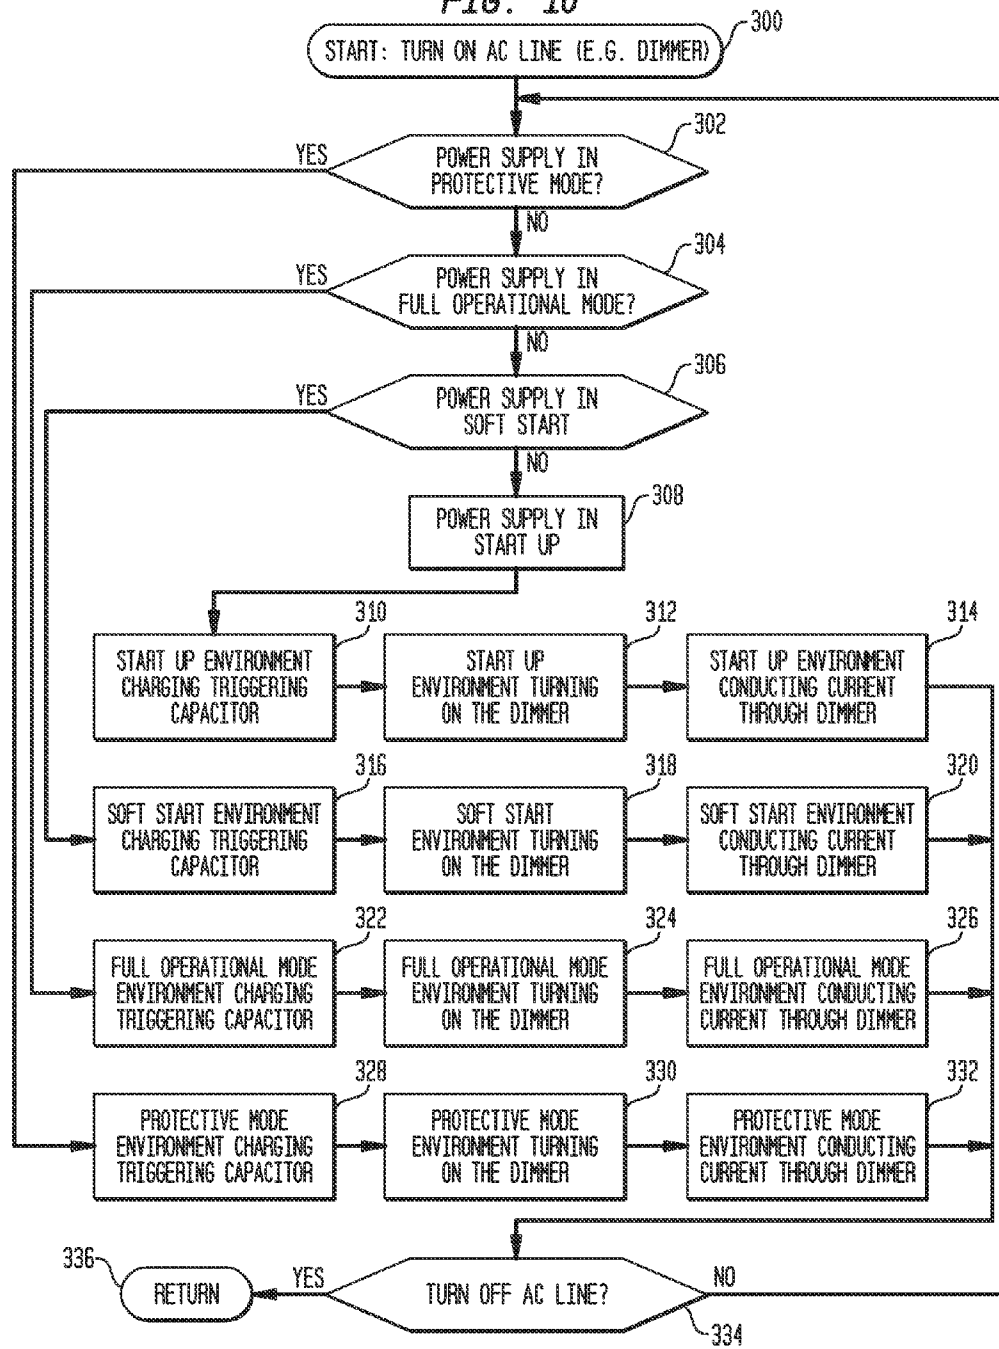 FIG. 10
300
START: TURN ON AC LINE (E.G. DIMMER)
302
YES
POWER SUPPLY IN
PROTECTIVE MODE?
NO
304
YES
POWER SUPPLY IN
FULL OPERATIONAL MODE?
NO
306
YES
POWER SUPPLY IN
SOFT START
NO
308
POWER SUPPLY IN
START UP
310
START UP ENVIRONMENT
CHARGING TRIGGERING
CAPACITOR
312
START UP
ENVIRONMENT TURNING
ON THE DIMMER
314
START UP ENVIRONMENT
CONDUCTING CURRENT
THROUGH DIMMER
316
SOFT START ENVIRONMENT
CHARGING TRIGGERING
CAPACITOR
318
SOFT START
ENVIRONMENT TURNING
ON THE DIMMER
320
SOFT START ENVIRONMENT
CONDUCTING CURRENT
THROUGH DIMMER
322
FULL OPERATIONAL MODE
ENVIRONMENT CHARGING
TRIGGERING CAPACITOR
324
FULL OPERATIONAL MODE
ENVIRONMENT TURNING
ON THE DIMMER
326
FULL OPERATIONAL MODE
ENVIRONMENT CONDUCTING
CURRENT THROUGH DIMMER
328
PROTECTIVE MODE
ENVIRONMENT CHARGING
TRIGGERING CAPACITOR
330
PROTECTIVE MODE
ENVIRONMENT TURNING
ON THE DIMMER
332
PROTECTIVE MODE
ENVIRONMENT CONDUCTING
CURRENT THROUGH DIMMER
336
RETURN
YES
TURN OFF AC LINE?
NO
334